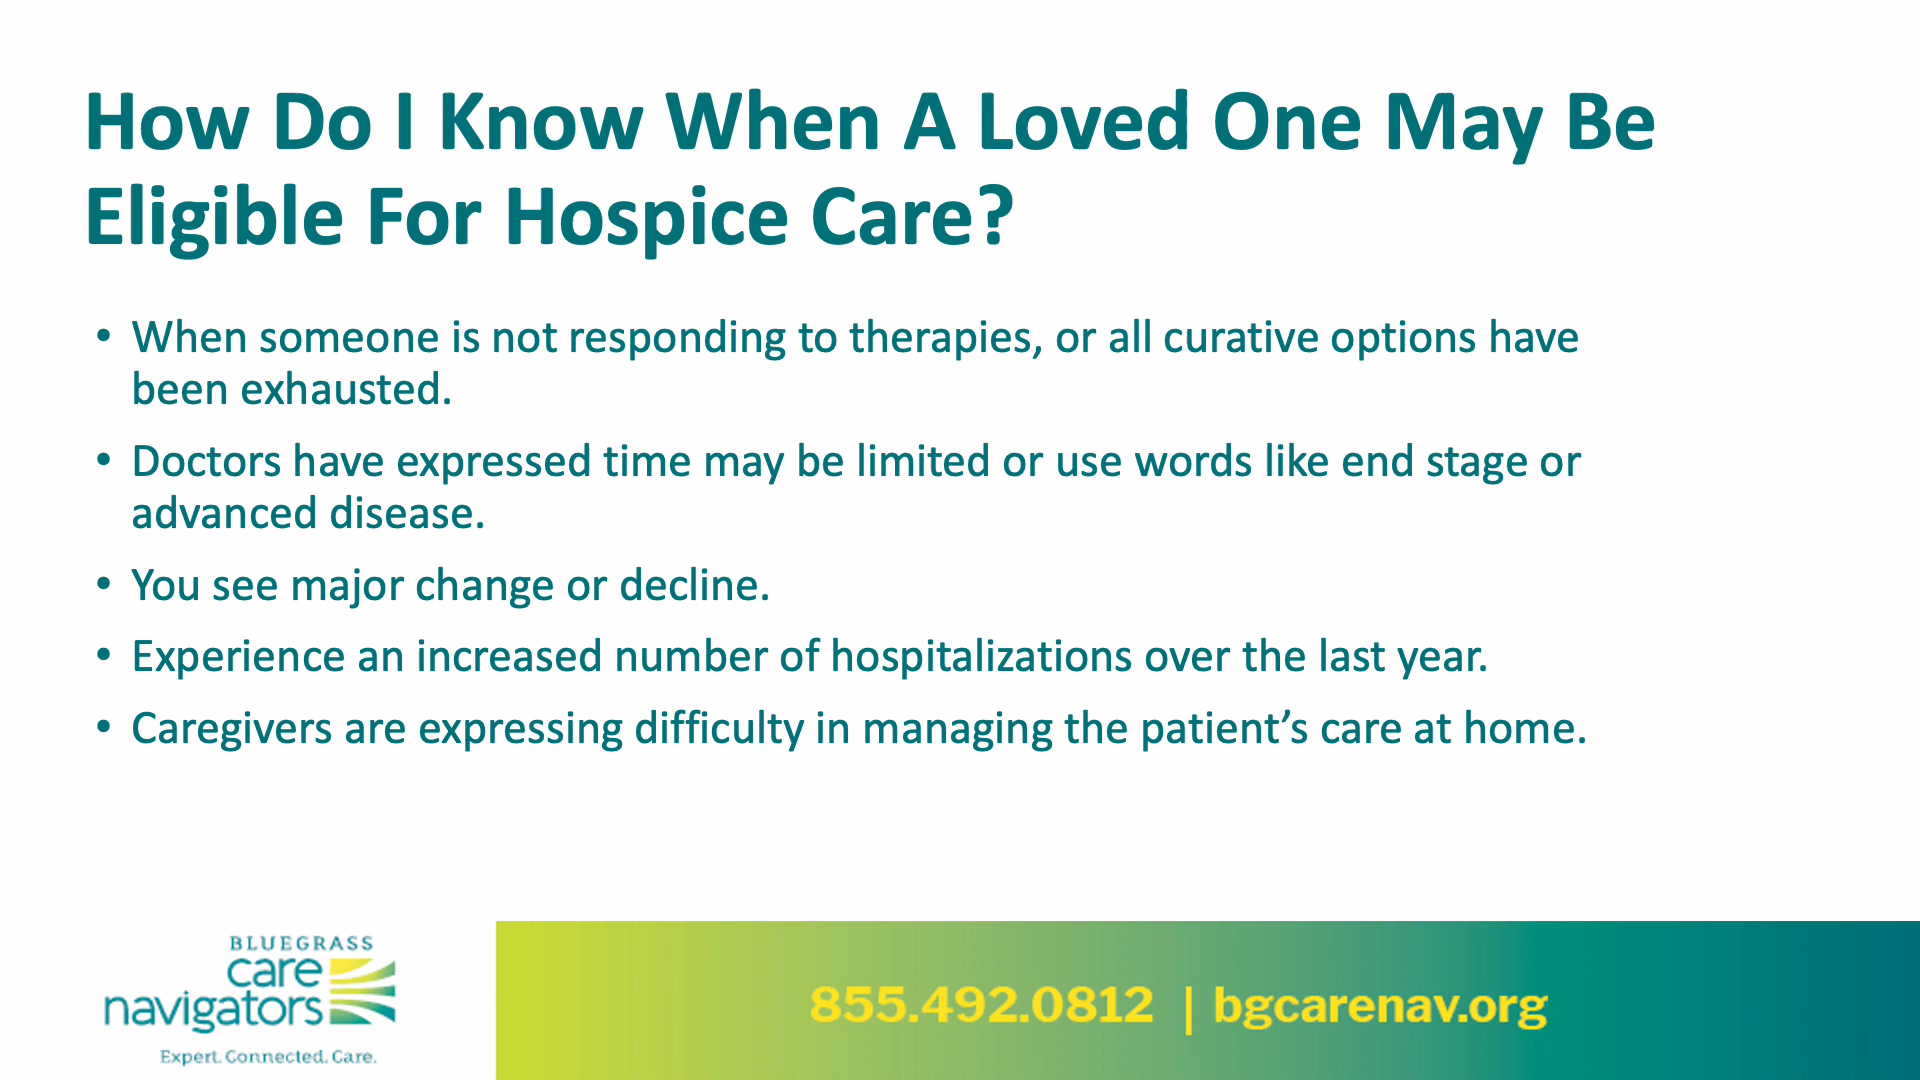 How Do I Know When A Loved One May Be
Eligible For Hospice Care?
• When someone is not responding to therapies, or all curative options have
been exhausted.
• Doctors have expressed time may be limited or use words like end stage or
advanced disease.
• You see major change or decline.
• Experience an increased number of hospitalizations over the last year.
• Caregivers are expressing difficulty in managing the patient’s care at home.
BLUEGRASS
care
navigators
Expert. Connected. Care.
855.492.0812 | bgcarenav.org